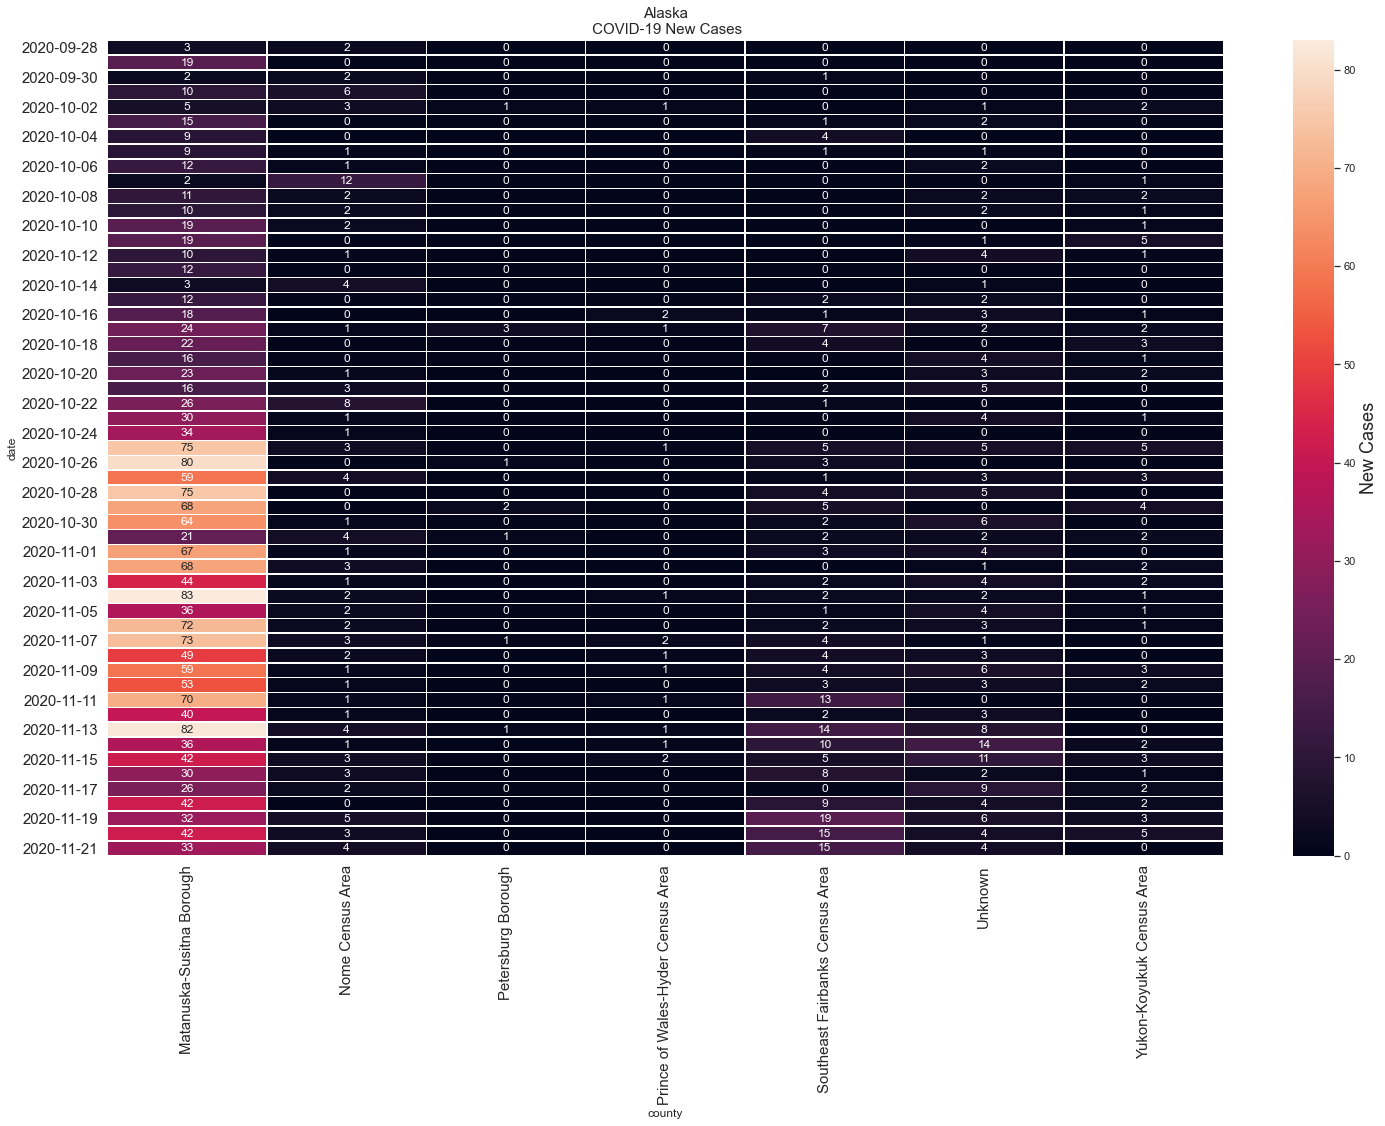 Alaska
COVID-19 New Cases
2020-09-28 3 2 0 0 0 0 0
19 0 0 0 0 0 0
2020-09-30 2 2 0 0 1 0 0
10 6 0 0 0 0 0
2020-10-02 5 3 1 1 0 1 2
15 0 0 0 1 2 0
2020-10-04 9 0 0 0 4 0 0
9 1 0 0 1 1 0
2020-10-06 12 1 0 0 0 2 0
2 12 0 0 0 0 1
2020-10-08 11 2 0 0 0 2 2
10 2 0 0 0 2 1
2020-10-10 19 2 0 0 0 0 1
19 0 0 0 0 1 5
2020-10-12 10 1 0 0 0 4 1
12 0 0 0 0 0 0
2020-10-14 3 4 0 0 0 1 0
12 0 0 0 2 2 0
2020-10-16 18 0 0 2 1 3 1
24 1 3 1 7 2 2
2020-10-18 22 0 0 0 4 0 3
16 0 0 0 0 4 1
2020-10-20 23 1 0 0 0 3 2
16 3 0 0 2 5 0
2020-10-22 26 8 0 0 1 0 0
30 1 0 0 0 4 1
2020-10-24 34 1 0 0 0 0 0
75 3 0 1 5 5 5
2020-10-26 80 0 1 0 3 0 0
59 4 0 0 1 3 3
2020-10-28 75 0 0 0 4 5 0
68 0 2 0 5 0 4
2020-10-30 64 1 0 0 2 6 0
21 4 1 0 2 2 2
2020-11-01 67 1 0 0 3 4 0
68 3 0 0 0 1 2
2020-11-03 44 1 0 0 2 4 2
83 2 0 1 2 2 1
2020-11-05 36 2 0 0 1 4 1
72 2 0 0 2 3 1
2020-11-07 73 3 1 2 4 1 0
49 2 0 1 4 3 0
2020-11-09 59 1 0 1 4 6 3
53 1 0 0 3 3 2
2020-11-11 70 1 0 1 13 0 0
40 1 0 0 2 3 0
2020-11-13 82 4 1 1 14 8 0
36 1 0 1 10 14 2
2020-11-15 42 3 0 2 5 11 3
30 3 0 0 8 2 1
2020-11-17 26 2 0 0 0 9 2
42 0 0 0 9 4 2
2020-11-19 32 5 0 0 19 6 3
42 3 0 0 15 4 5
2020-11-21 33 4 0 0 15 4 0
date
Matanuska-Susitna Borough
Nome Census Area
Petersburg Borough
Prince of Wales-Hyder Census Area
Southeast Fairbanks Census Area
Unknown
Yukon-Koyukuk Census Area
county
80
70
60
50
40
30
20
10
0
New Cases